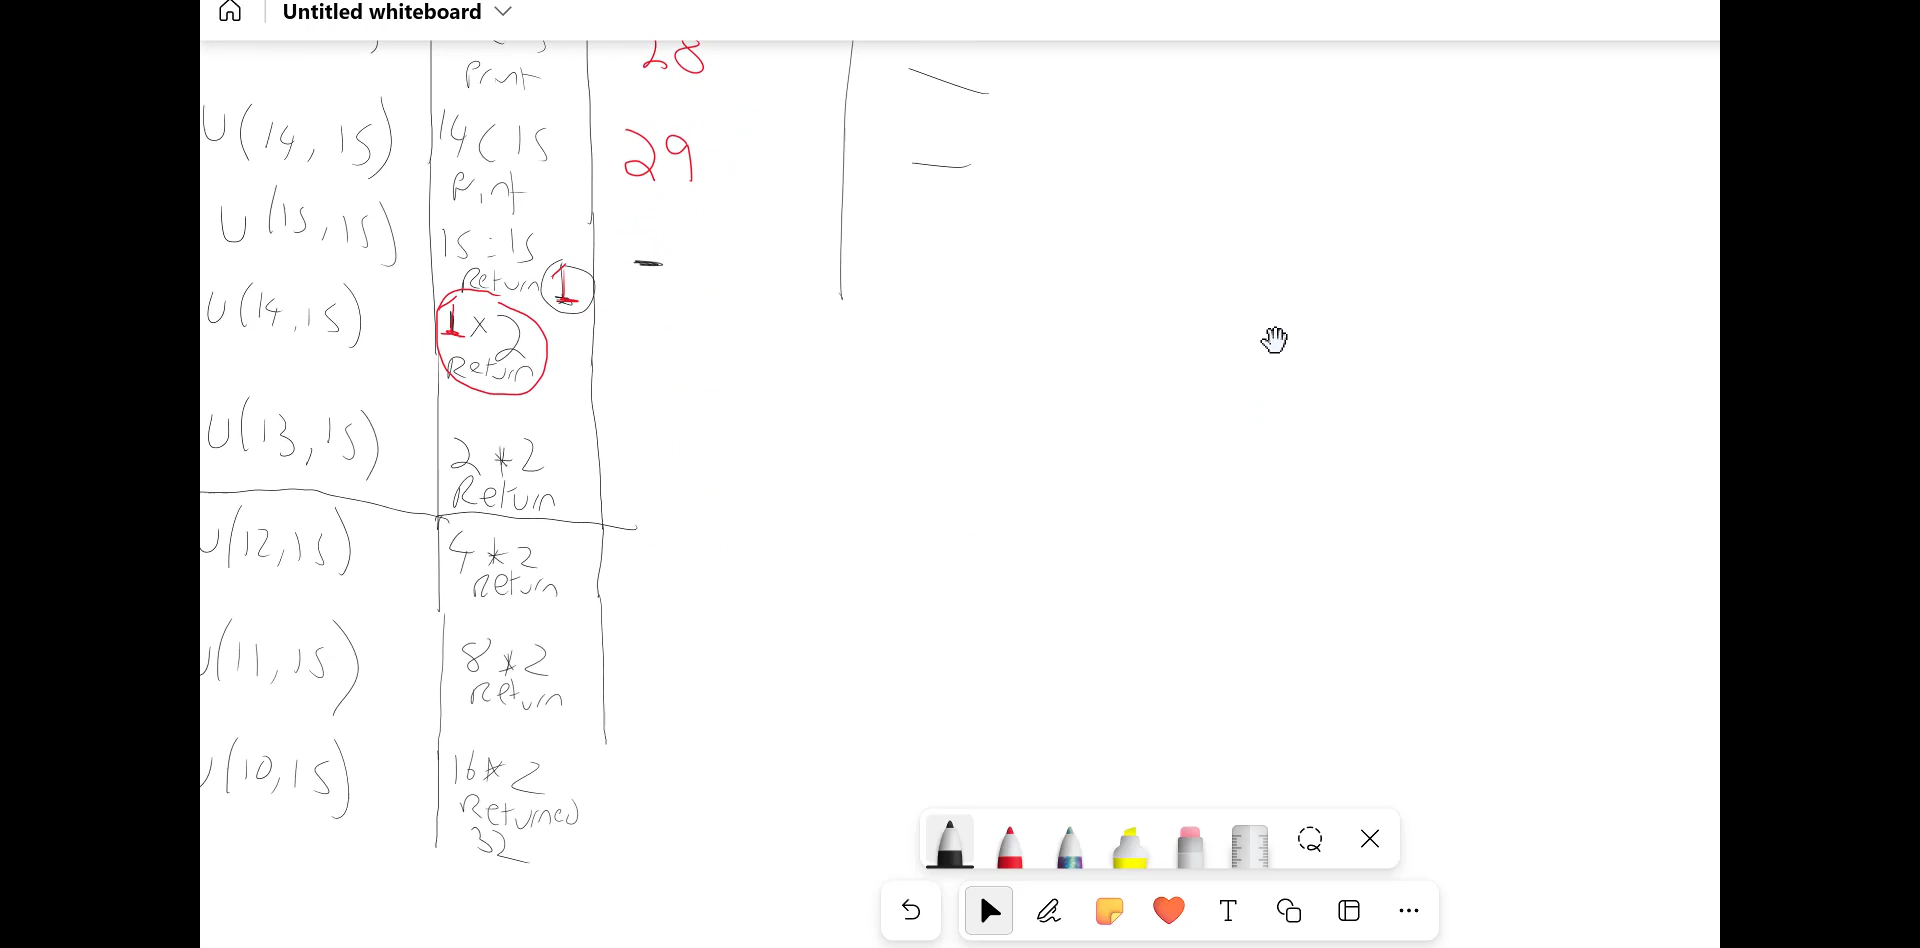 Untitled whiteboard
28
Print
U(14, 15) 14 < 15 29
Print
U(15,15) 15 = 15 -
Return 1
U(14,15) 1 x 2
Return
U(13,15) 2 * 2
Return
U(12,15) 4 * 2
Return
U(11,15) 8 * 2
Return
U(10,15) 16 * 2
Returned
32
T